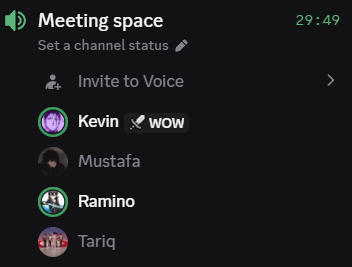 Meeting space 29:49
Set a channel status
Invite to Voice
Kevin WOW
Mustafa
Ramino
Tariq